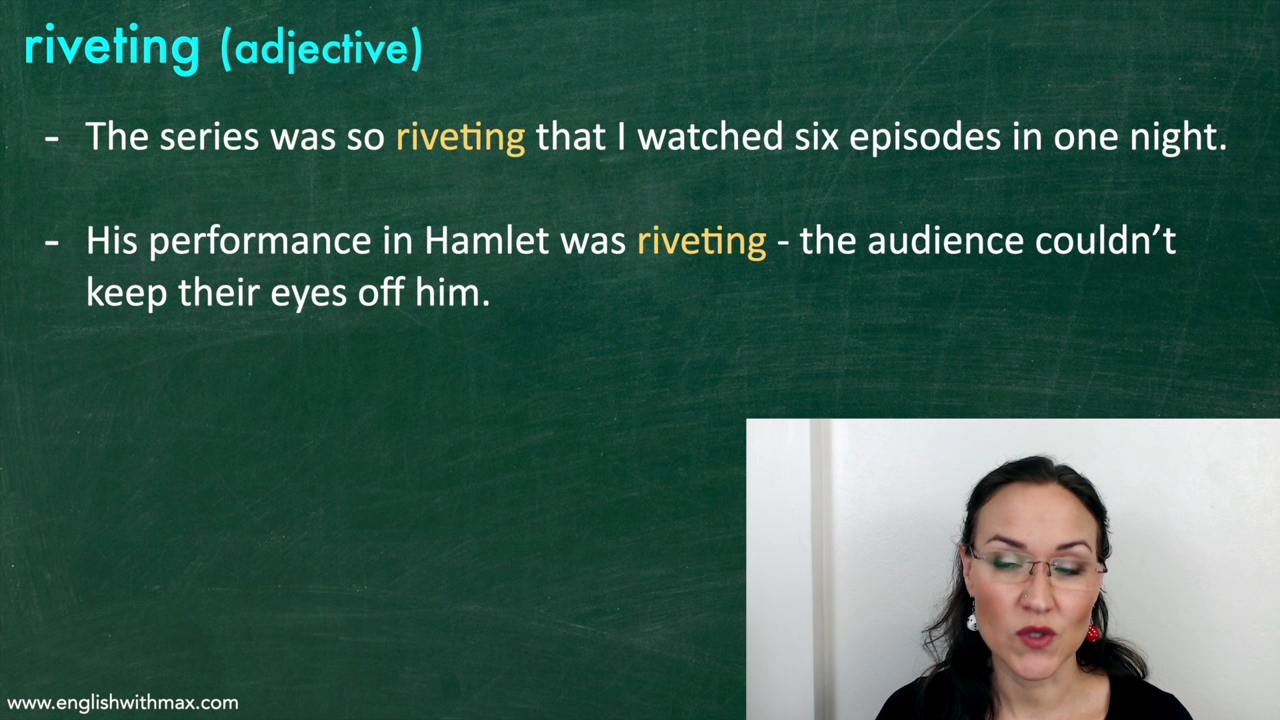 riveting (adjective)
- The series was so riveting that I watched six episodes in one night.
- His performance in Hamlet was riveting - the audience couldn’t
keep their eyes off him.
www.englishwithmax.com